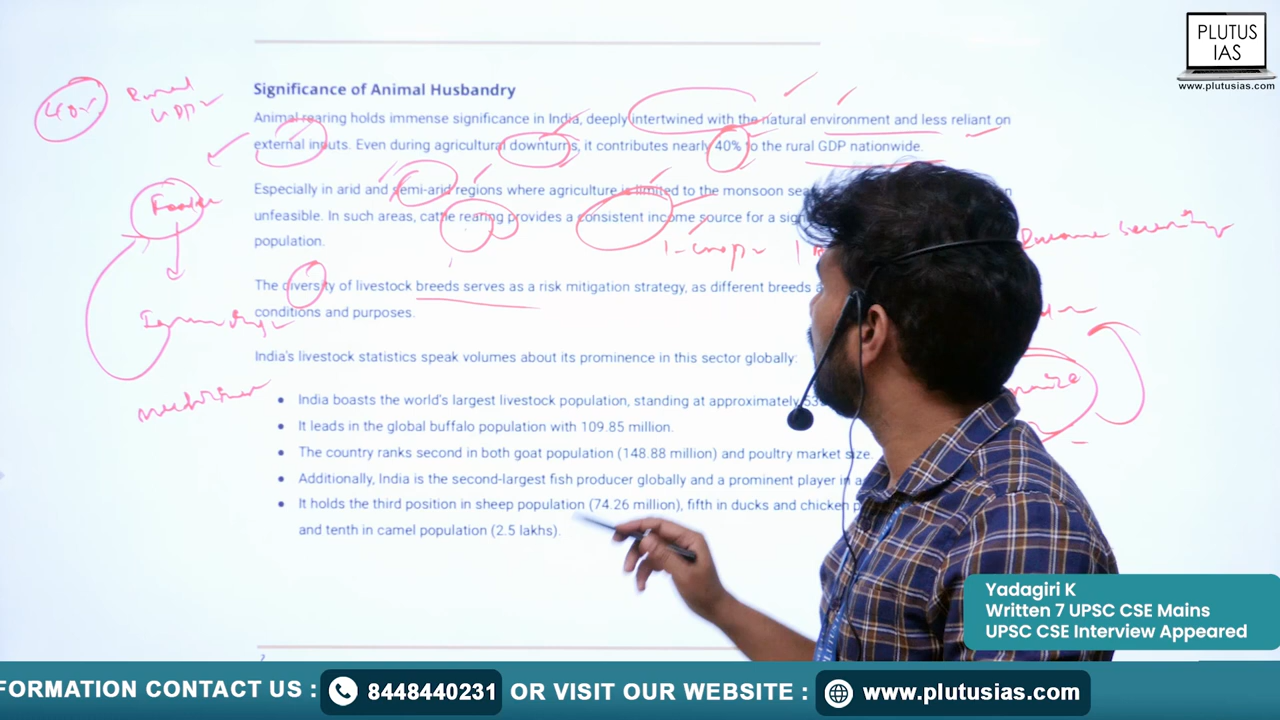 PLUTUS
IAS
www.plutusias.com
Significance of Animal Husbandry
40%
Rural
GDP
Animal rearing holds immense significance in India, deeply intertwined with the natural environment and less reliant on
external inputs. Even during agricultural downturns, it contributes nearly 40% to the rural GDP nationwide.
Especially in arid and semi-arid regions where agriculture is limited to the monsoon
unfeasible. In such areas, cattle rearing provides a consistent income source for a
population.
Fodder
1-crop
The diversity of livestock breeds serves as a risk mitigation strategy, as different breeds
conditions and purposes.
India's livestock statistics speak volumes about its prominence in this sector globally:
• India boasts the world's largest livestock population, standing at approximately
• It leads in the global buffalo population with 109.85 million.
• The country ranks second in both goat population (148.88 million) and poultry market size.
• Additionally, India is the second-largest fish producer globally and a prominent player in
• It holds the third position in sheep population (74.26 million), fifth in ducks and chicken
and tenth in camel population (2.5 lakhs).
Yadagiri K
Written 7 UPSC CSE Mains
UPSC CSE Interview Appeared
FORMATION CONTACT US : 8448440231 OR VISIT OUR WEBSITE : www.plutusias.com